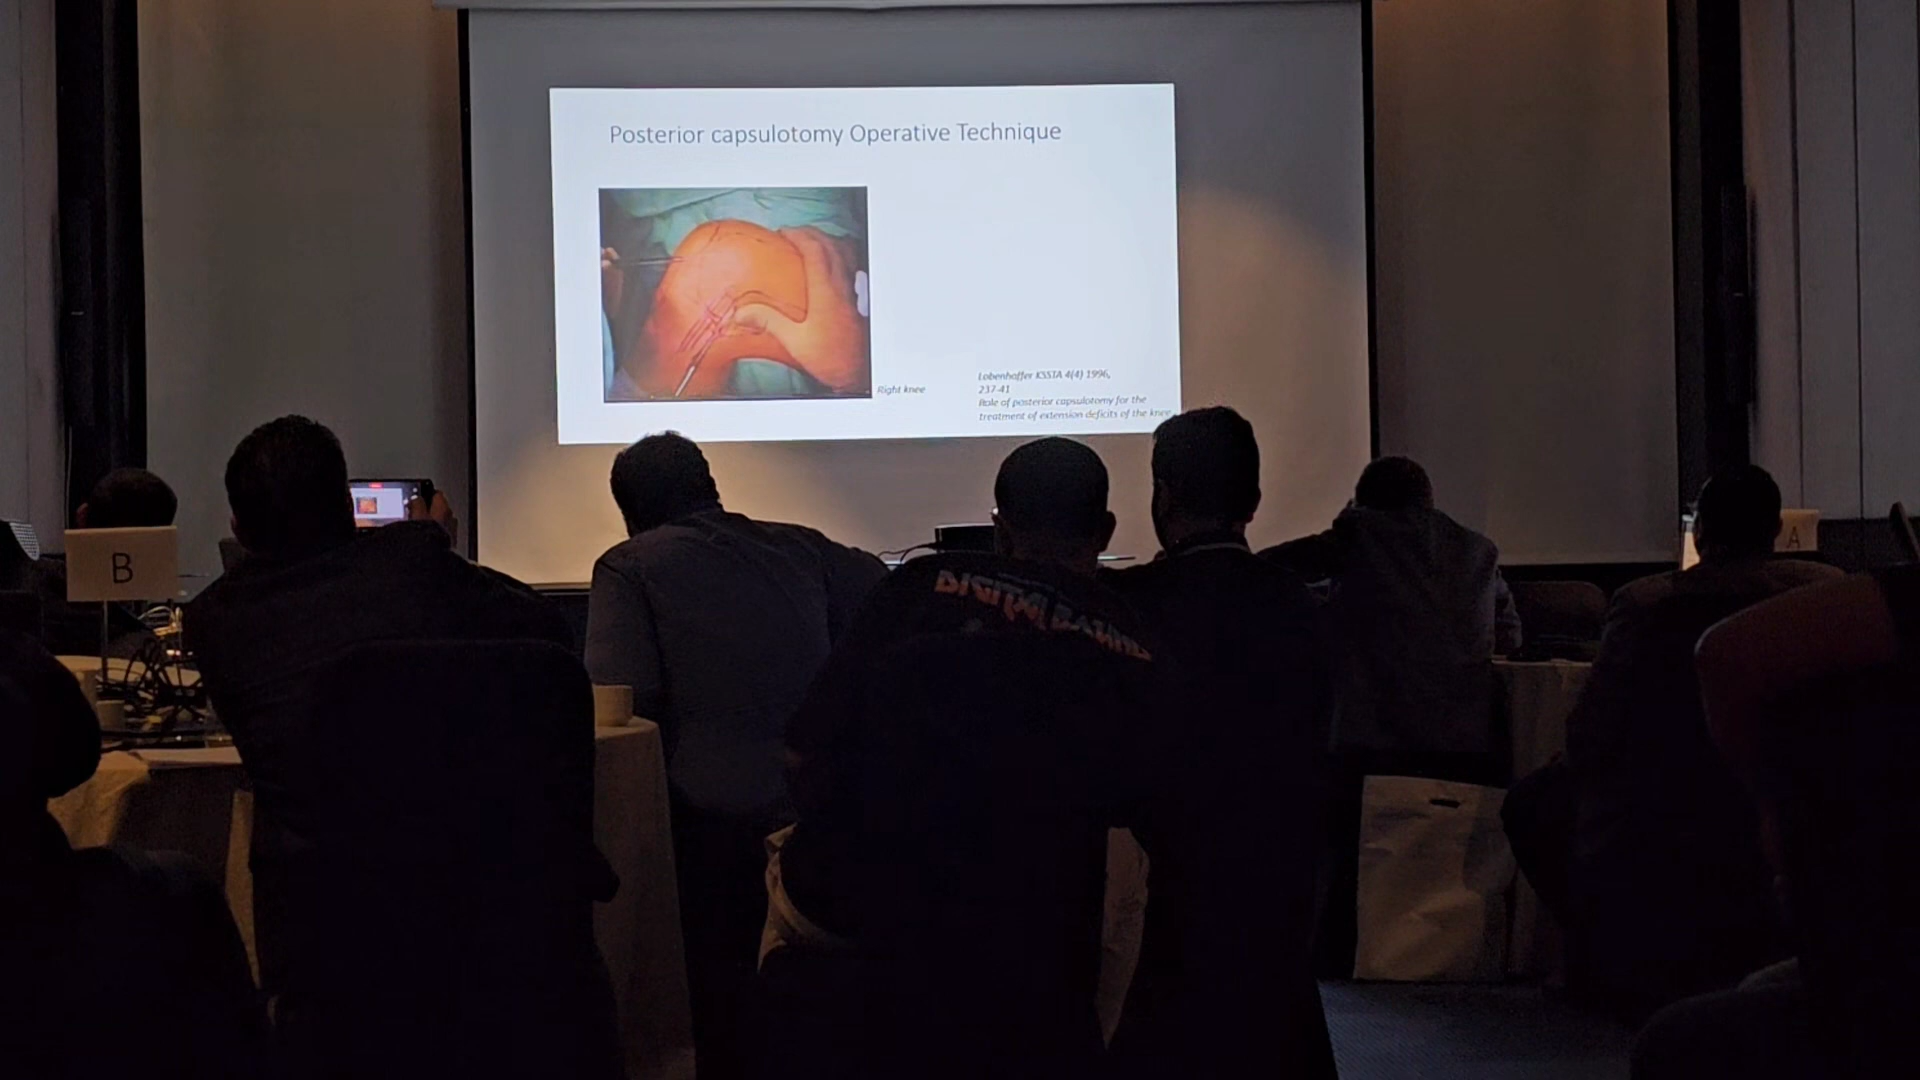 Posterior capsulotomy Operative Technique
Right knee
Lobenhoffer KSSTA 4(4) 1996,
237-41
Role of posterior capsulotomy for the
treatment of extension deficits of the knee
B
A
DIGITAL